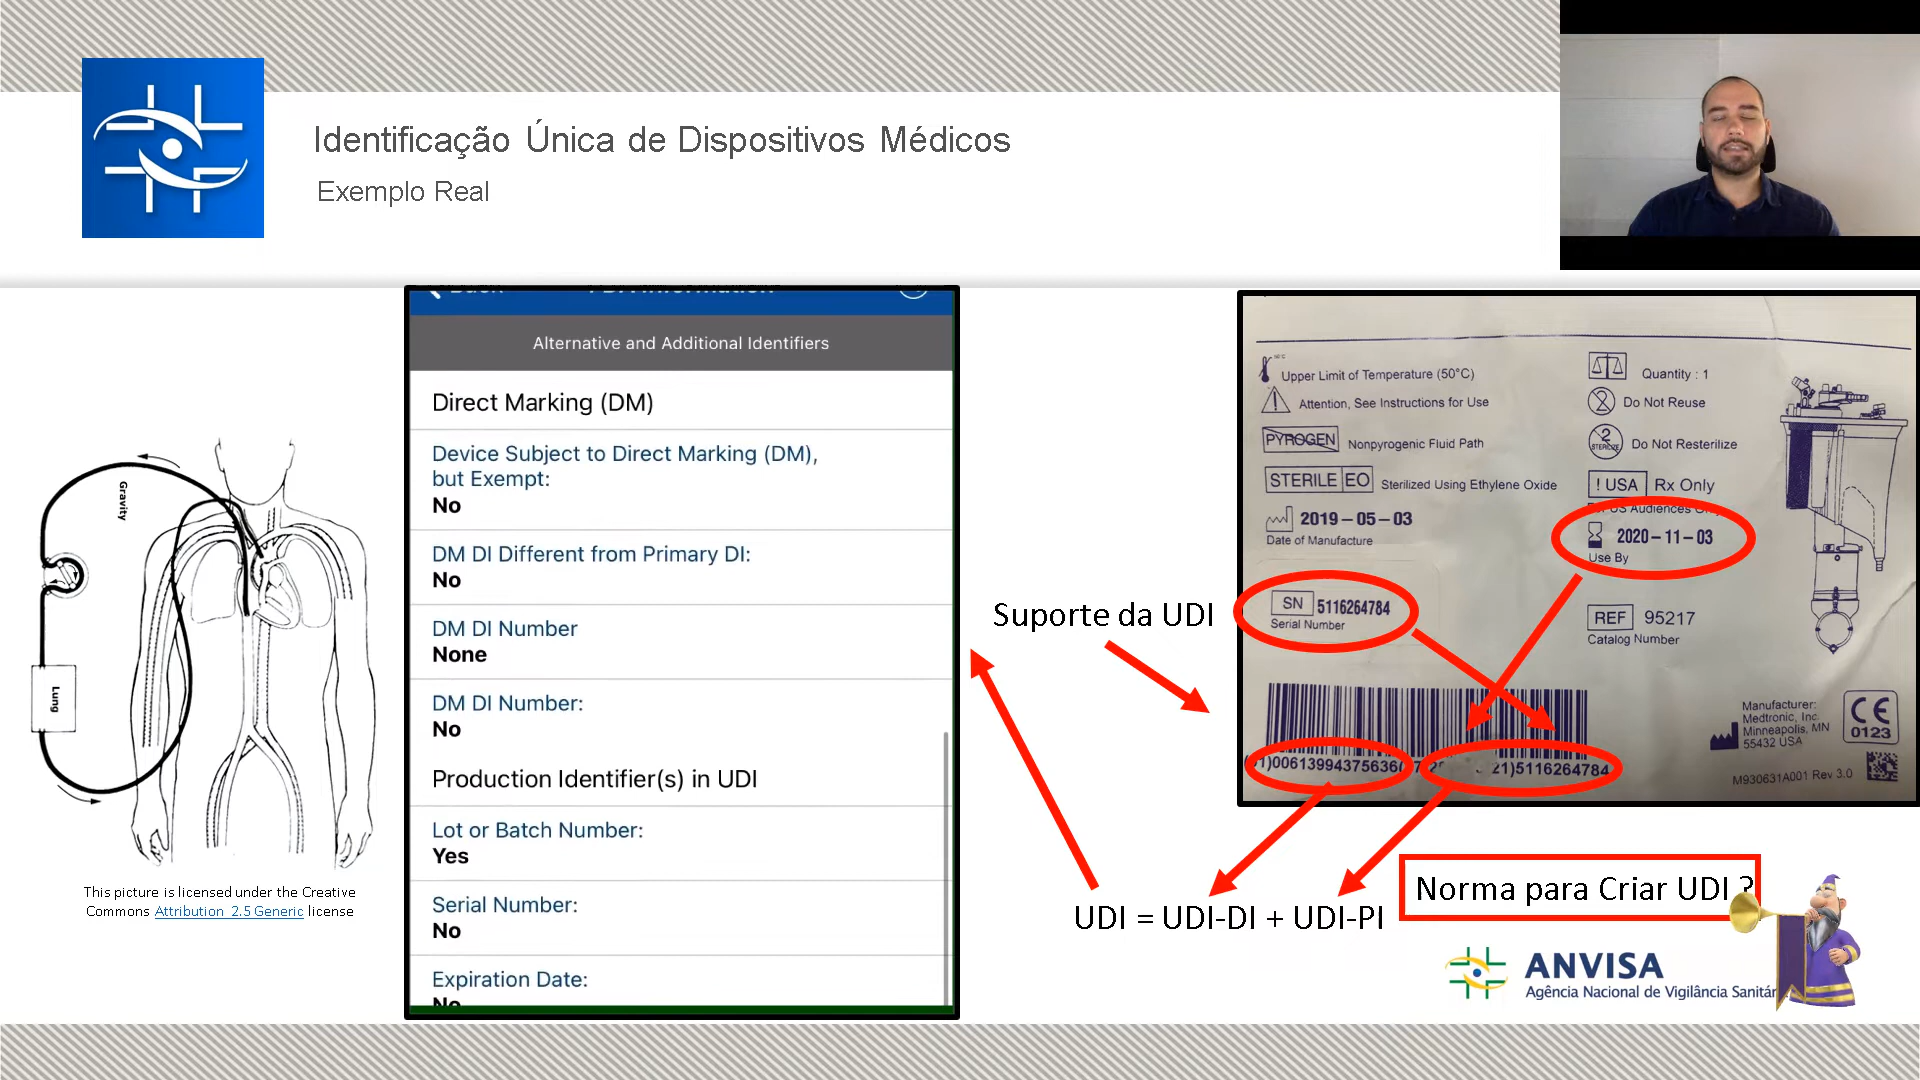 Identificação Única de Dispositivos Médicos
Exemplo Real
Gravity
Lung
This picture is licensed under the Creative
Commons Attribution 2.5 Generic license
Alternative and Additional Identifiers
Direct Marking (DM)
Device Subject to Direct Marking (DM),
but Exempt:
No
DM DI Different from Primary DI:
No
DM DI Number
None
DM DI Number:
No
Production Identifier(s) in UDI
Lot or Batch Number:
Yes
Serial Number:
No
Expiration Date:
No
Suporte da UDI
UDI = UDI-DI + UDI-PI
Upper Limit of Temperature (50°C)
Attention, See Instructions for Use
PYROGEN Nonpyrogenic Fluid Path
STERILE EO Sterilized Using Ethylene Oxide
2019-05-03
Date of Manufacture
SN 5116264784
Serial Number
Quantity : 1
2 Do Not Reuse
2 STERILIZE Do Not Resterilize
! USA Rx Only
US Audiences Only
2020-11-03
Use By
REF 95217
Catalog Number
Manufacturer:
Medtronic, Inc.
Minneapolis, MN
55432 USA
CE
0123
M930631A001 Rev 3.0
1)00613994375636(
21)5116264784
Norma para Criar UDI ?
ANVISA
Agência Nacional de Vigilância